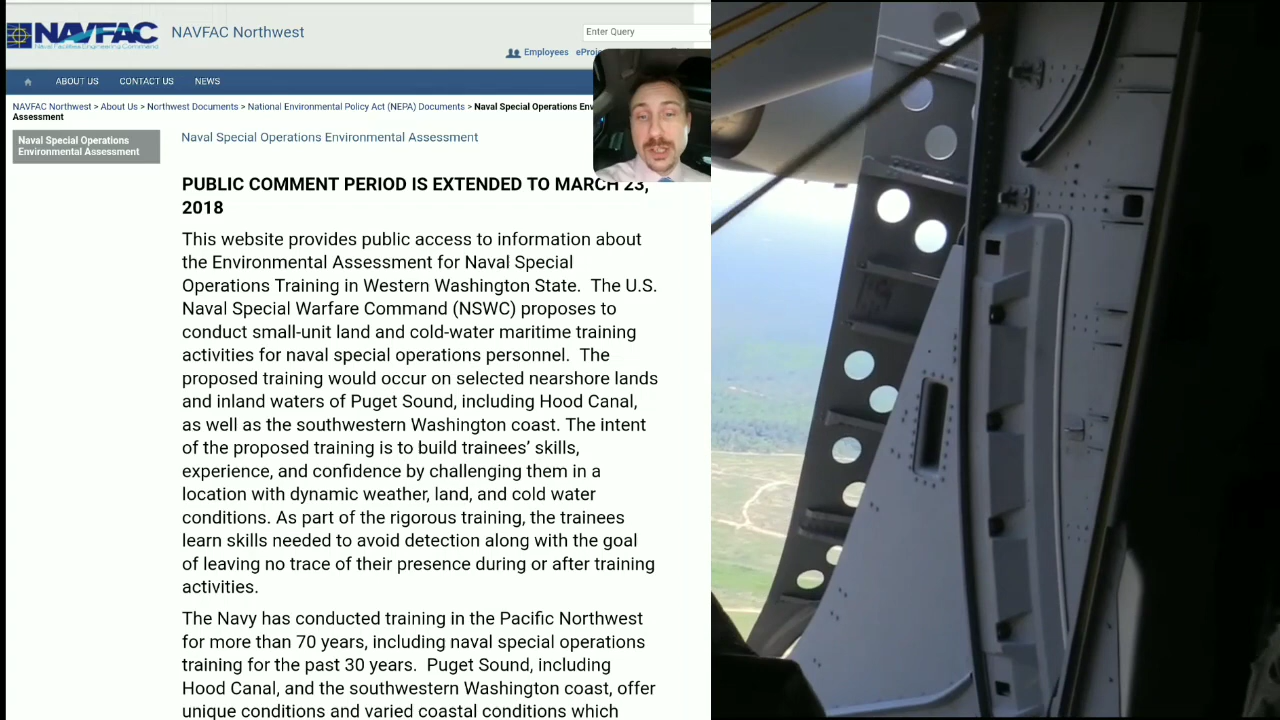 NAVFAC
Naval Facilities Engineering Command
NAVFAC Northwest
Enter Query
Employees eProj
ABOUT US CONTACT US NEWS
NAVFAC Northwest > About Us > Northwest Documents > National Environmental Policy Act (NEPA) Documents > Naval Special Operations Env
Assessment
Naval Special Operations
Environmental Assessment
Naval Special Operations Environmental Assessment
PUBLIC COMMENT PERIOD IS EXTENDED TO MARCH 23,
2018
This website provides public access to information about
the Environmental Assessment for Naval Special
Operations Training in Western Washington State. The U.S.
Naval Special Warfare Command (NSWC) proposes to
conduct small-unit land and cold-water maritime training
activities for naval special operations personnel. The
proposed training would occur on selected nearshore lands
and inland waters of Puget Sound, including Hood Canal,
as well as the southwestern Washington coast. The intent
of the proposed training is to build trainees’ skills,
experience, and confidence by challenging them in a
location with dynamic weather, land, and cold water
conditions. As part of the rigorous training, the trainees
learn skills needed to avoid detection along with the goal
of leaving no trace of their presence during or after training
activities.
The Navy has conducted training in the Pacific Northwest
for more than 70 years, including naval special operations
training for the past 30 years. Puget Sound, including
Hood Canal, and the southwestern Washington coast, offer
unique conditions and varied coastal conditions which